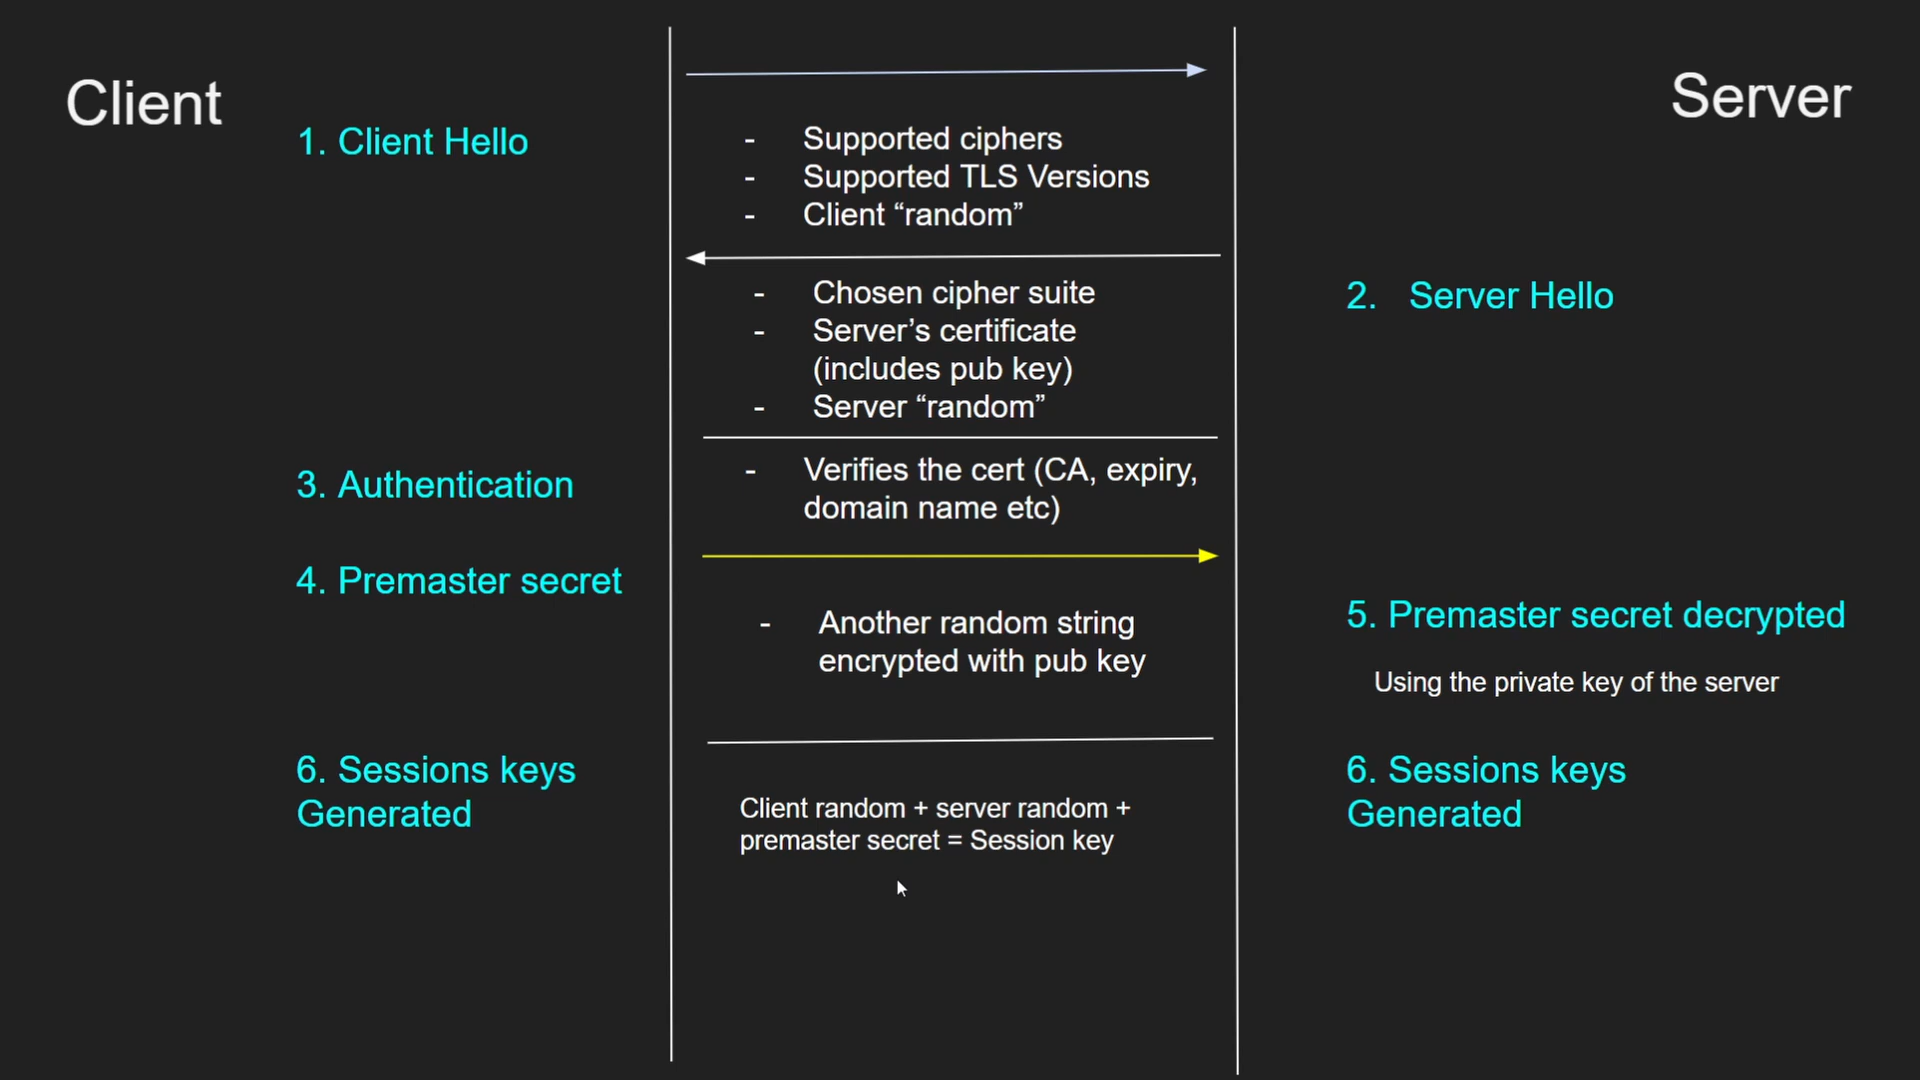 Client
Server
1. Client Hello
- Supported ciphers
- Supported TLS Versions
- Client “random”
2. Server Hello
- Chosen cipher suite
- Server’s certificate
(includes pub key)
- Server “random”
3. Authentication
- Verifies the cert (CA, expiry,
domain name etc)
4. Premaster secret
- Another random string
encrypted with pub key
5. Premaster secret decrypted
Using the private key of the server
6. Sessions keys
Generated
Client random + server random +
premaster secret = Session key
6. Sessions keys
Generated